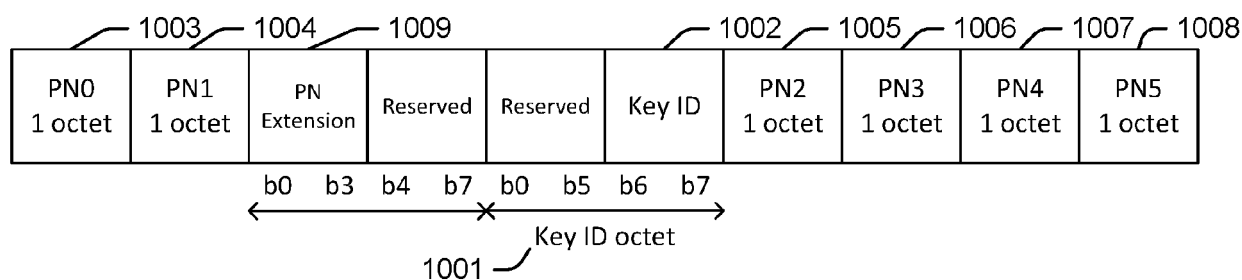 1003 1004 1009 1002 1005 1006 1007 1008
PN0 PN1 PN Reserved Reserved Key ID PN2 PN3 PN4 PN5
1 octet 1 octet Extension 1 octet 1 octet 1 octet 1 octet
b0 b3 b4 b7 b0 b5 b6 b7
Key ID octet
1001